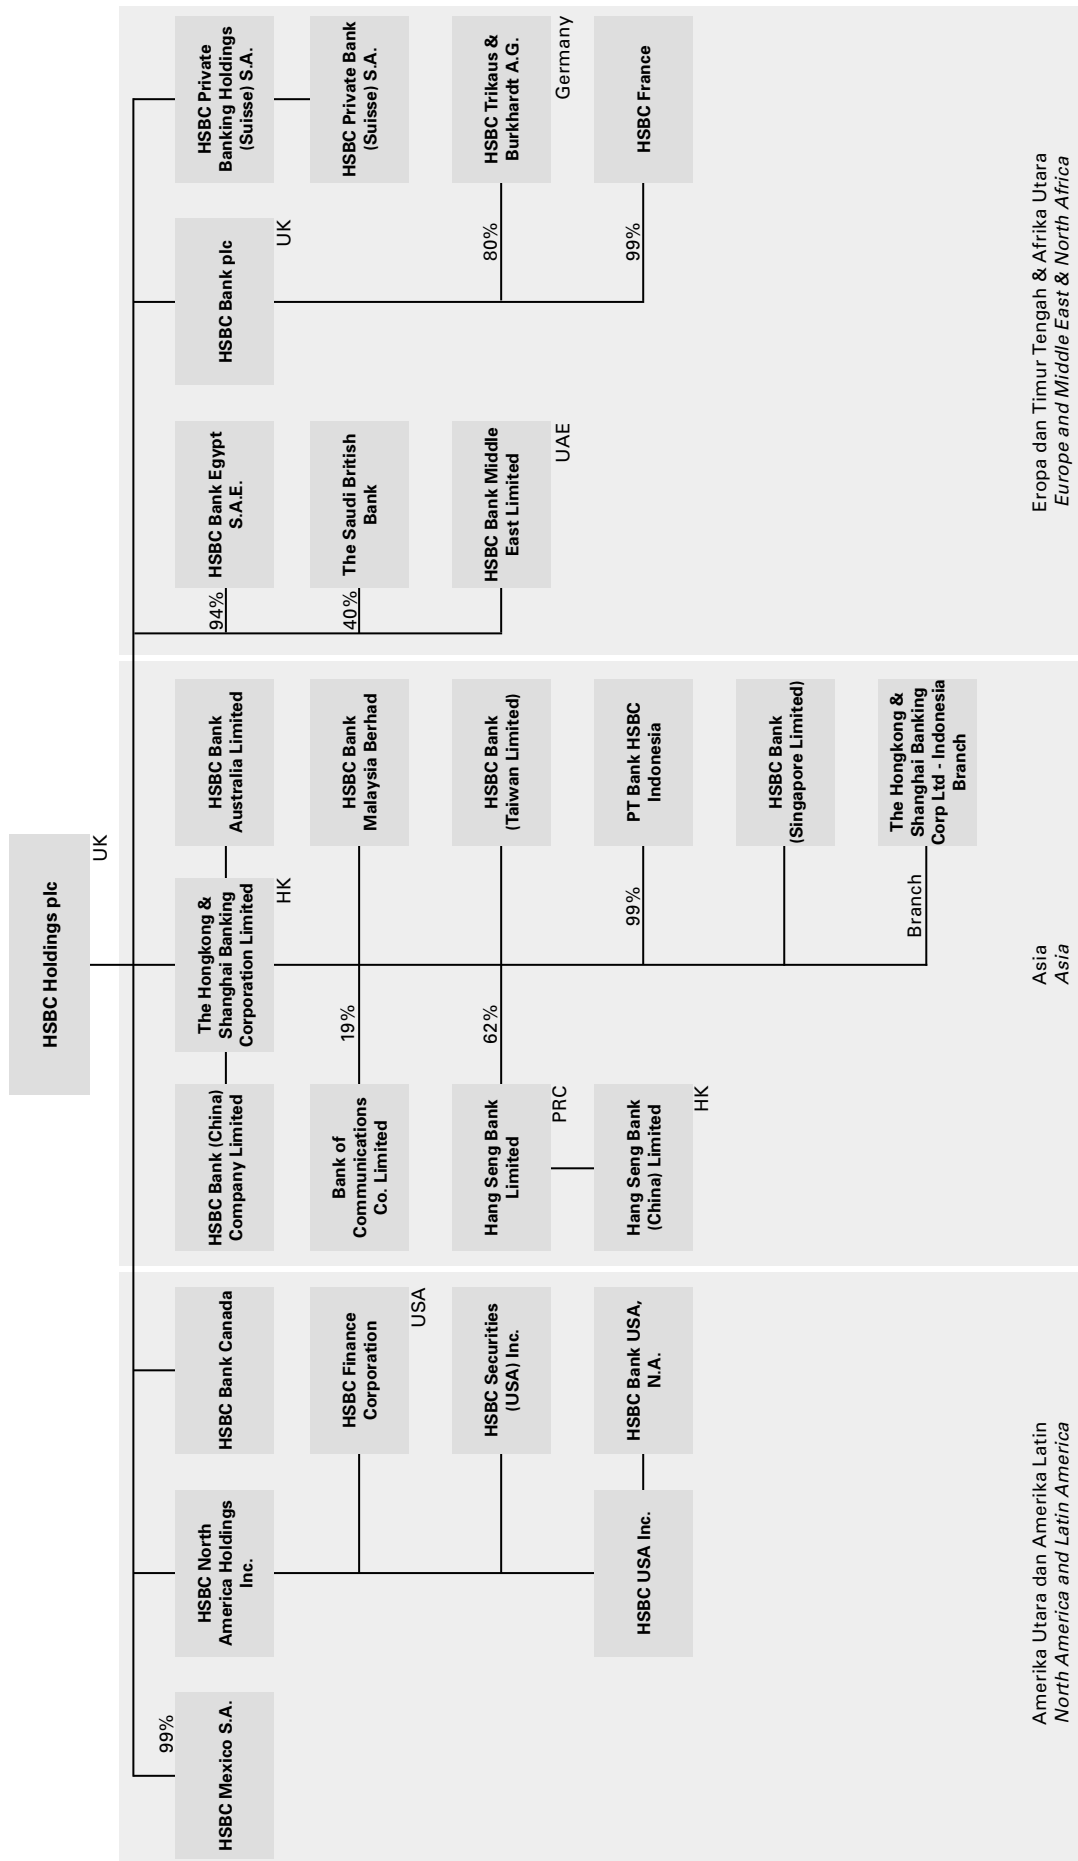 HSBC Holdings plc
UK
99%
HSBC Mexico S.A.
HSBC North
America Holdings
Inc.
HSBC Bank Canada
HSBC Finance
Corporation
USA
HSBC Securities
(USA) Inc.
HSBC USA Inc.
HSBC Bank USA,
N.A.
Amerika Utara dan Amerika Latin
North America and Latin America
HSBC Bank (China)
Company Limited
The Hongkong &
Shanghai Banking
Corporation Limited
HK
HSBC Bank
Australia Limited
Bank of
Communications
Co. Limited
19%
HSBC Bank
Malaysia Berhad
Hang Seng Bank
Limited
PRC
62%
HSBC Bank
(Taiwan Limited)
Hang Seng Bank
(China) Limited
HK
99%
PT Bank HSBC
Indonesia
HSBC Bank
(Singapore Limited)
Branch
The Hongkong &
Shanghai Banking
Corp Ltd - Indonesia
Branch
Asia
Asia
94%
HSBC Bank Egypt
S.A.E.
40%
The Saudi British
Bank
HSBC Bank Middle
East Limited
UAE
HSBC Bank plc
UK
HSBC Private
Banking Holdings
(Suisse) S.A.
HSBC Private Bank
(Suisse) S.A.
80%
HSBC Trikaus &
Burkhardt A.G.
Germany
99%
HSBC France
Eropa dan Timur Tengah & Afrika Utara
Europe and Middle East & North Africa